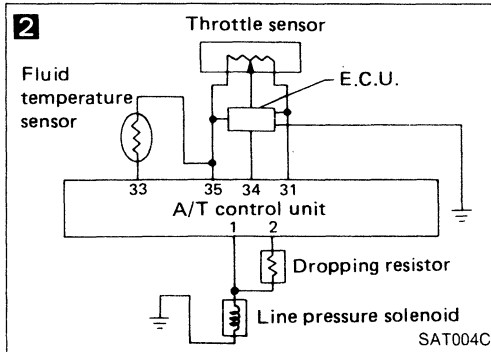 2
Throttle sensor
E.C.U.
Fluid
temperature
sensor
33 35 34 31
A/T control unit
1 2
Dropping resistor
Line pressure solenoid
SAT004C